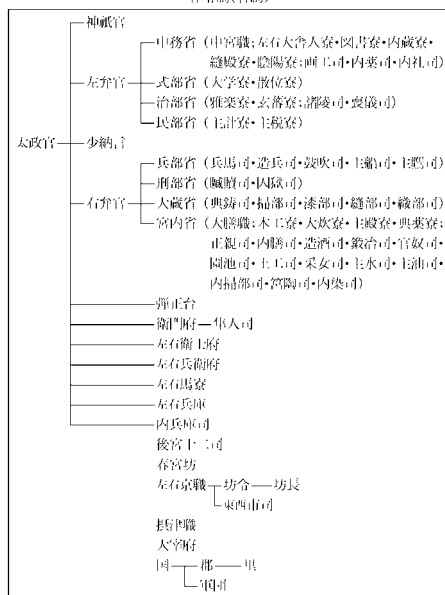 神祇官
中務省（中宮職;左右大舎人寮・図書寮・内蔵寮・
縫殿寮・陰陽寮;画工司・内薬司・内礼司）
左弁官
式部省（大学寮・散位寮）
治部省（雅楽寮・玄蕃寮;諸陵司・喪儀司）
民部省（主計寮・主税寮）
太政官
少納言
兵部省（兵馬司・造兵司・鼓吹司・主船司・主鷹司）
刑部省（贓贖司・囚獄司）
右弁官
大蔵省（典鋳司・掃部司・漆部司・縫部司・織部司）
宮内省（大膳職;木工寮・大炊寮・主殿寮・典薬寮;
正親司・内膳司・造酒司・鍛冶司・官奴司・
園池司・土工司・采女司・主水司・主油司・
内掃部司・筥陶司・内染司）
弾正台
衛門府―隼人司
左右衛士府
左右兵衛府
左右馬寮
左右兵庫
内兵庫司
後宮十二司
春宮坊
左右京職 坊令―坊長
東西市司
摂津職
大宰府
国 郡―里
軍団